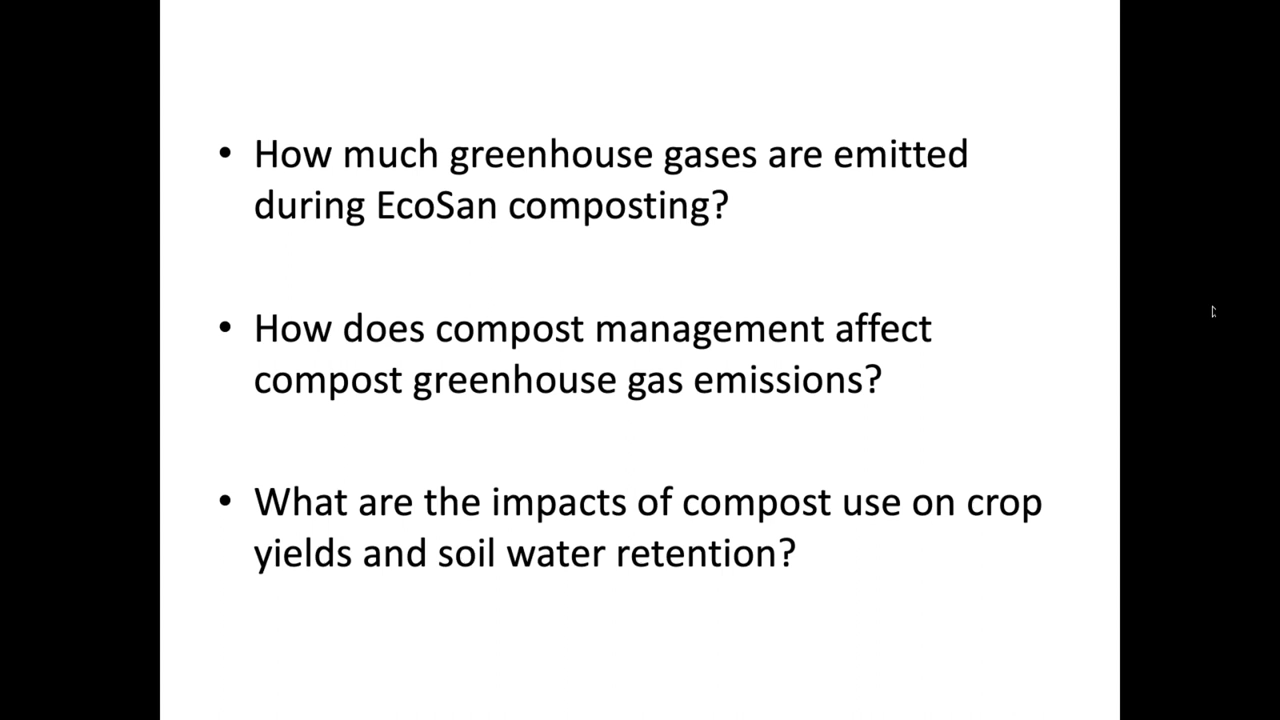 • How much greenhouse gases are emitted
during EcoSan composting?
• How does compost management affect
compost greenhouse gas emissions?
• What are the impacts of compost use on crop
yields and soil water retention?